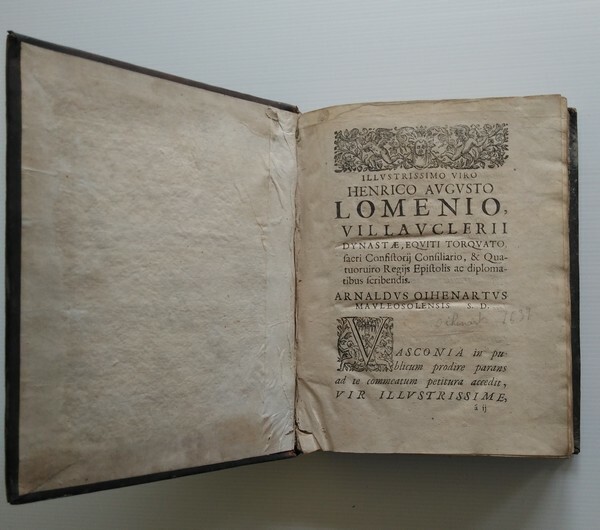 ILLVSTRISSIMO VIRO
HENRICO AVGVSTO
LOMENIO,
VILLAVCLERII
DYNASTÆ, EQVITI TORQVATO,
sacri Consistorij Consiliario, & Qua-
tuoruiro Regijs Epistolis ac diploma-
tibus scribendis.
ARNALDVS OIHENARTVS
MAVLEOSOLENSIS S. D.
VASCONIA in pu-
blicum prodire parans
ad te commeatum petitura accedit,
VIR ILLVSTRISSIME,
ã ij